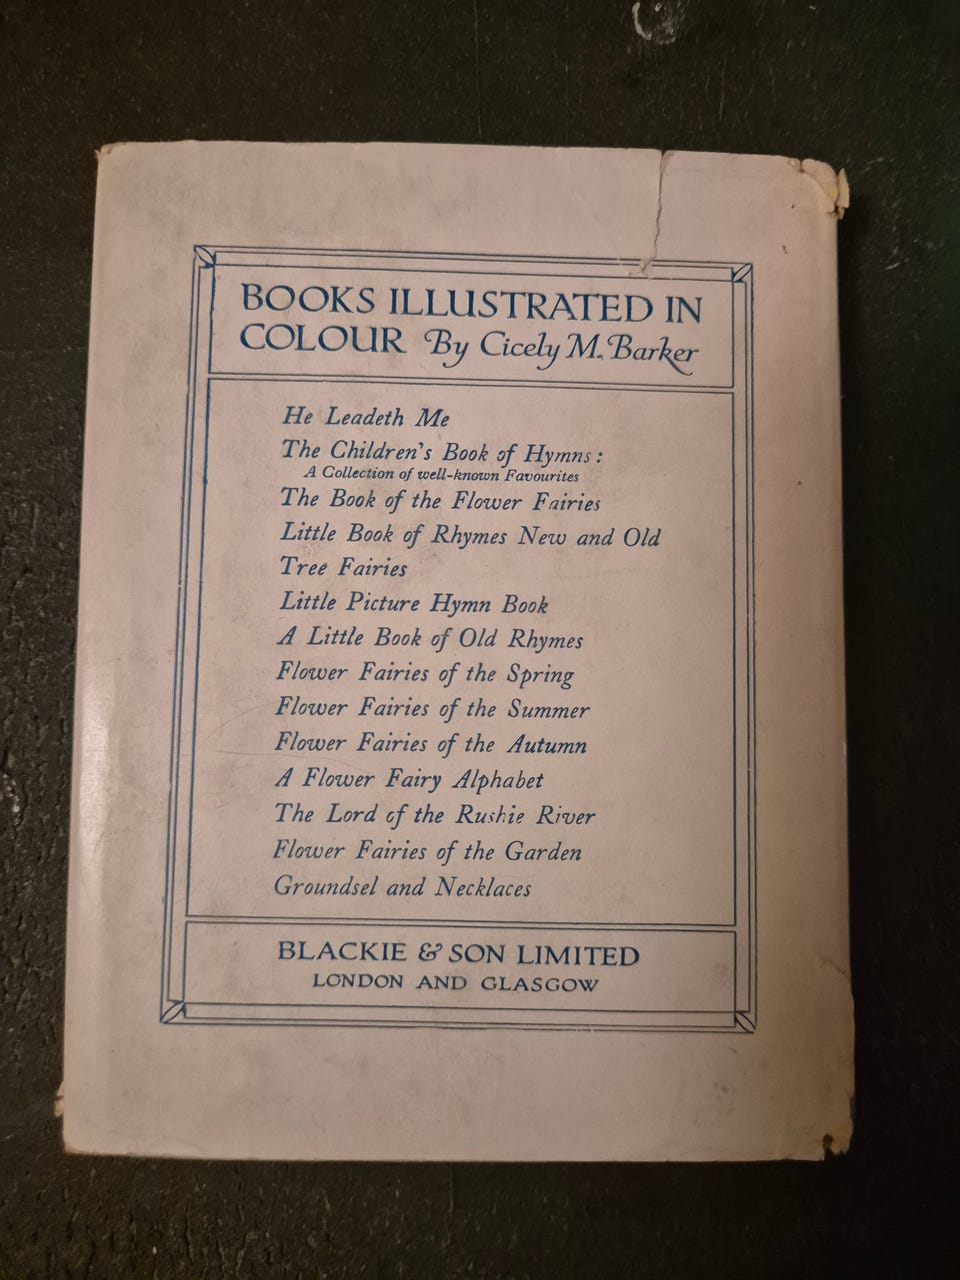 BOOKS ILLUSTRATED IN
COLOUR By Cicely M. Barker
He Leadeth Me
The Children's Book of Hymns:
A Collection of well-known Favourites
The Book of the Flower Fairies
Little Book of Rhymes New and Old
Tree Fairies
Little Picture Hymn Book
A Little Book of Old Rhymes
Flower Fairies of the Spring
Flower Fairies of the Summer
Flower Fairies of the Autumn
A Flower Fairy Alphabet
The Lord of the Rushie River
Flower Fairies of the Garden
Groundsel and Necklaces
BLACKIE & SON LIMITED
LONDON AND GLASGOW